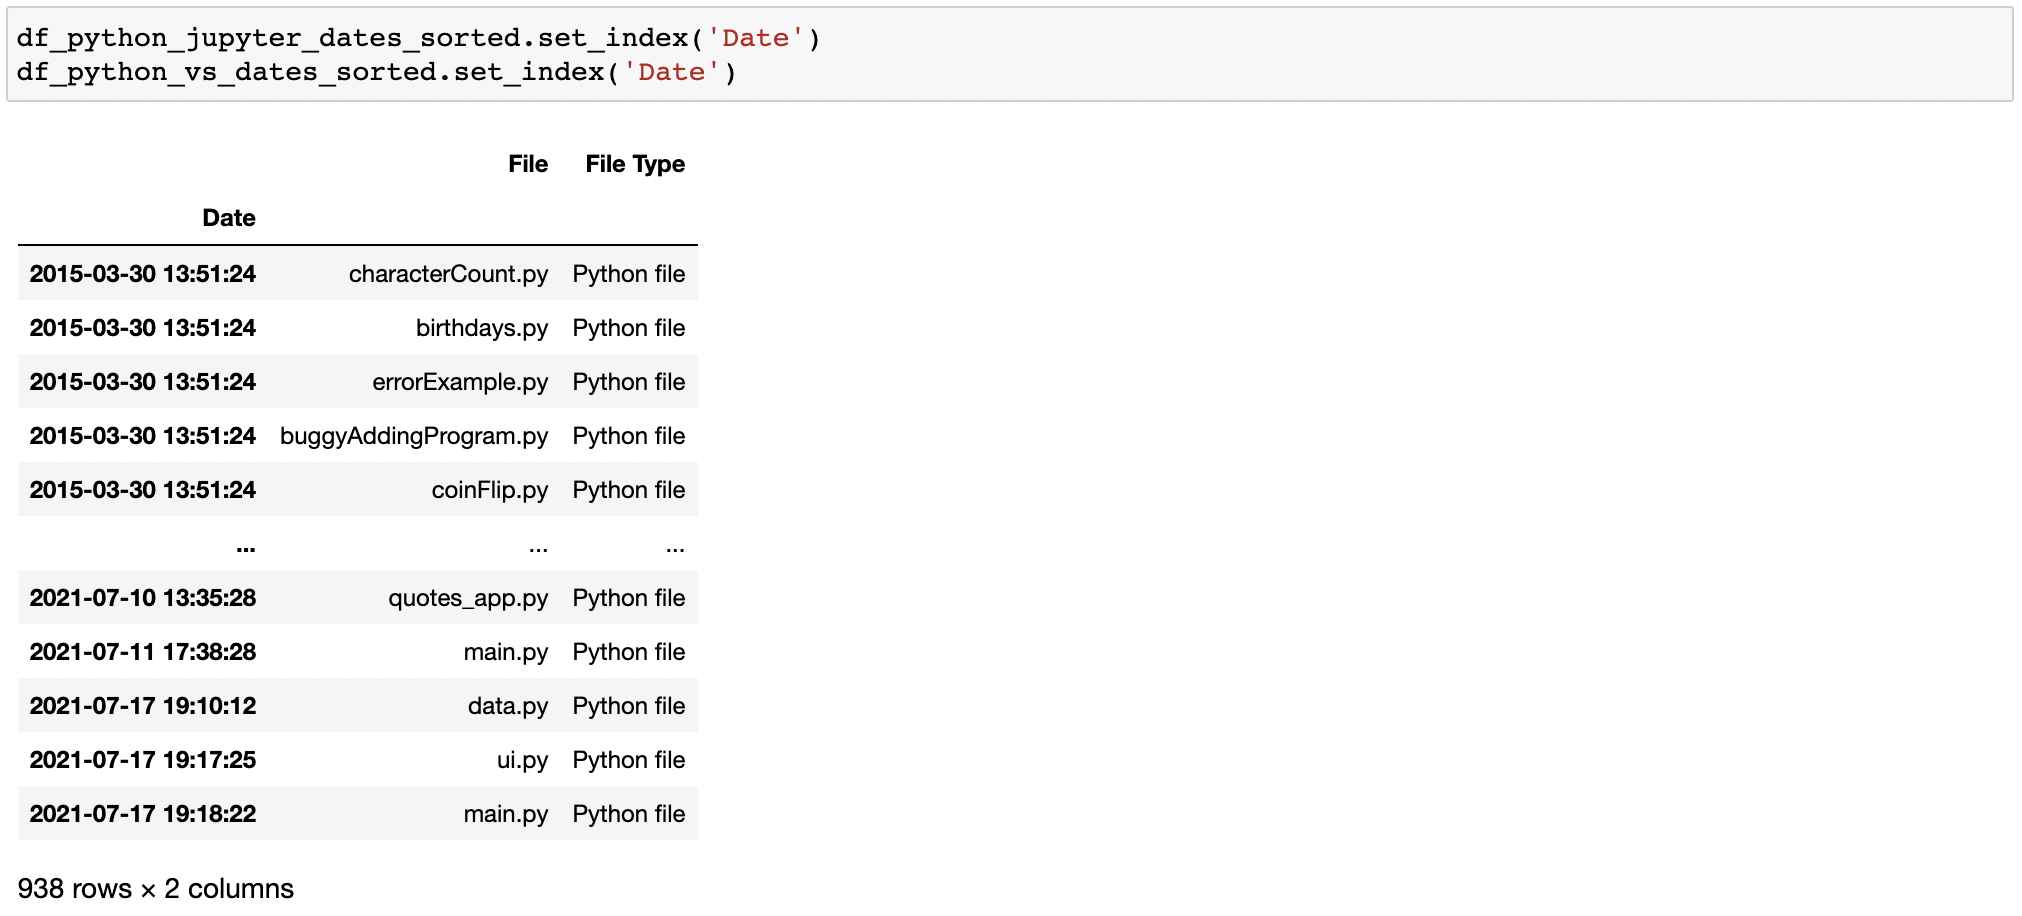 df_python_jupyter_dates_sorted.set_index('Date')
df_python_vs_dates_sorted.set_index('Date')
File File Type
Date
2015-03-30 13:51:24 characterCount.py Python file
2015-03-30 13:51:24 birthdays.py Python file
2015-03-30 13:51:24 errorExample.py Python file
2015-03-30 13:51:24 buggyAddingProgram.py Python file
2015-03-30 13:51:24 coinFlip.py Python file
... ... ...
2021-07-10 13:35:28 quotes_app.py Python file
2021-07-11 17:38:28 main.py Python file
2021-07-17 19:10:12 data.py Python file
2021-07-17 19:17:25 ui.py Python file
2021-07-17 19:18:22 main.py Python file
938 rows × 2 columns